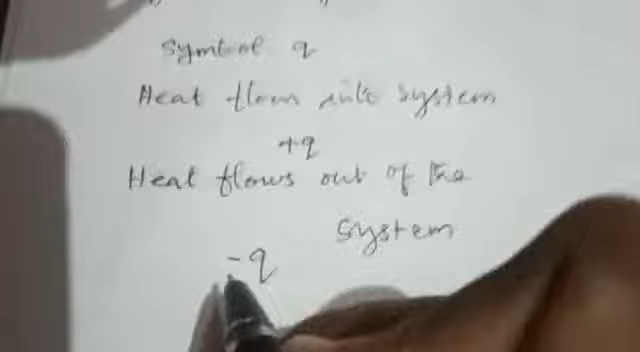 Symbol q
Heat flows into system
+q
Heat flows out of the
system
-q